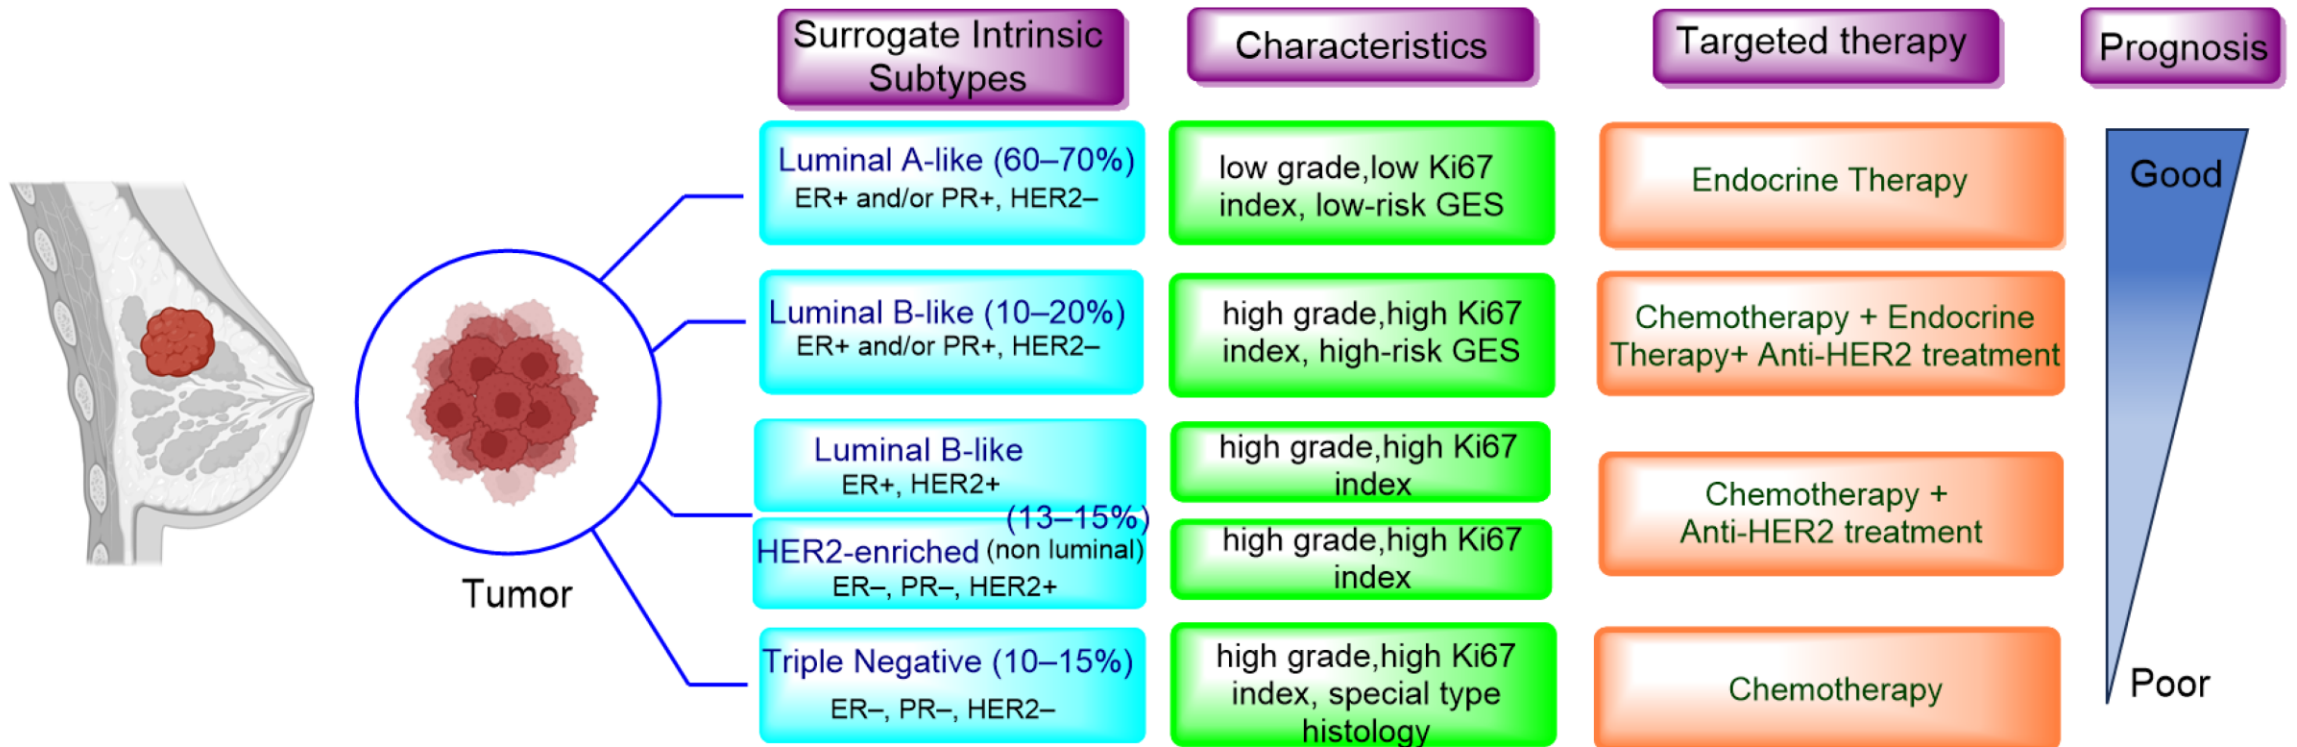 Surrogate Intrinsic
Subtypes
Characteristics
Targeted therapy
Prognosis
Luminal A-like (60–70%)
ER+ and/or PR+, HER2–
low grade,low Ki67
index, low-risk GES
Endocrine Therapy
Good
Luminal B-like (10–20%)
ER+ and/or PR+, HER2–
high grade,high Ki67
index, high-risk GES
Chemotherapy + Endocrine
Therapy+ Anti-HER2 treatment
Luminal B-like
ER+, HER2+
high grade,high Ki67
index
(13–15%)
HER2-enriched (non luminal)
ER–, PR–, HER2+
high grade,high Ki67
index
Chemotherapy +
Anti-HER2 treatment
Tumor
Triple Negative (10–15%)
ER–, PR–, HER2–
high grade,high Ki67
index, special type
histology
Chemotherapy
Poor